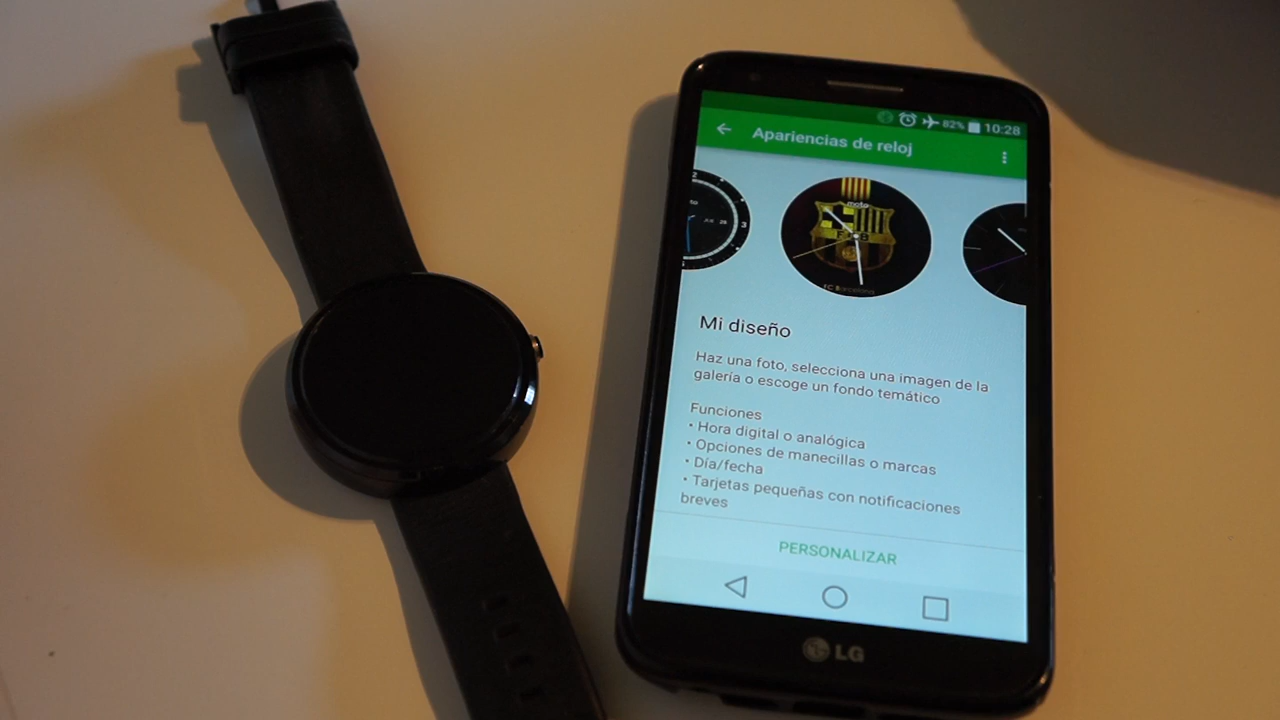 82% 10:28
Apariencias de reloj
moto
FCB
FC Barcelona
Mi diseño
Haz una foto, selecciona una imagen de la
galería o escoge un fondo temático
Funciones
• Hora digital o analógica
• Opciones de manecillas o marcas
• Día/fecha
• Tarjetas pequeñas con notificaciones
breves
PERSONALIZAR
LG